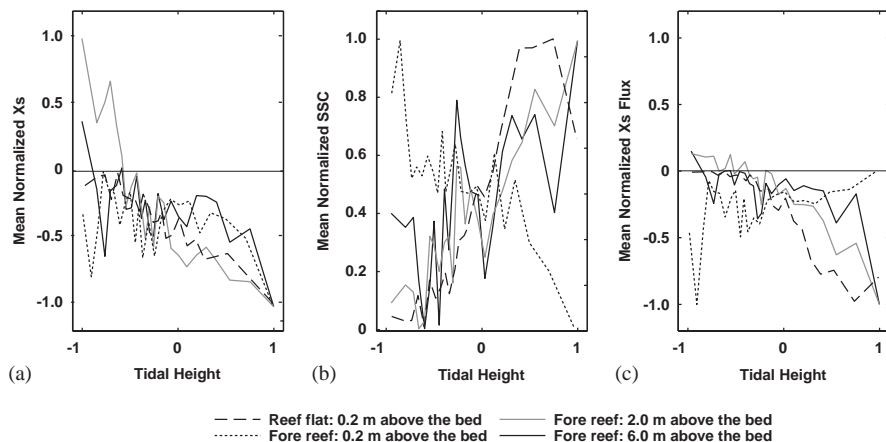 Mean Normalized Xs
1.0
0.5
0
-0.5
-1.0
-1
0
1
(a)
Tidal Height
Mean Normalized SSC
1.0
0.8
0.6
0.4
0.2
0
-1
0
1
(b)
Tidal Height
Mean Normalized Xs Flux
1.0
0.5
0
-0.5
-1.0
-1
0
1
(c)
Tidal Height
Reef flat: 0.2 m above the bed
Fore reef: 2.0 m above the bed
Fore reef: 0.2 m above the bed
Fore reef: 6.0 m above the bed